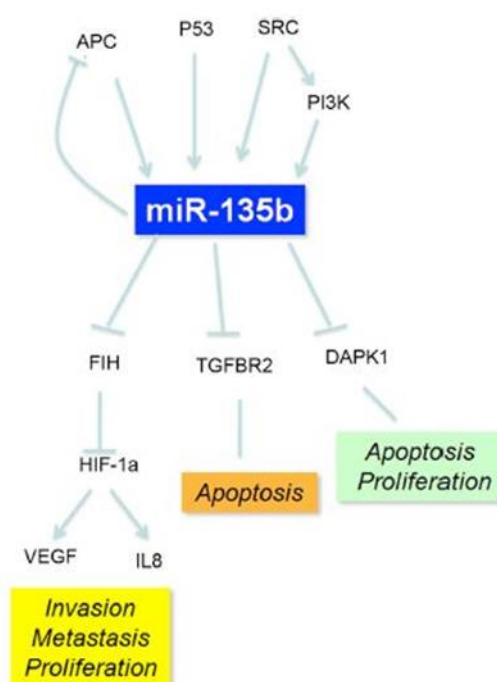 APC
P53
SRC
PI3K
miR-135b
FIH
TGFBR2
DAPK1
HIF-1a
Apoptosis
Apoptosis
Proliferation
VEGF
IL8
Invasion
Metastasis
Proliferation